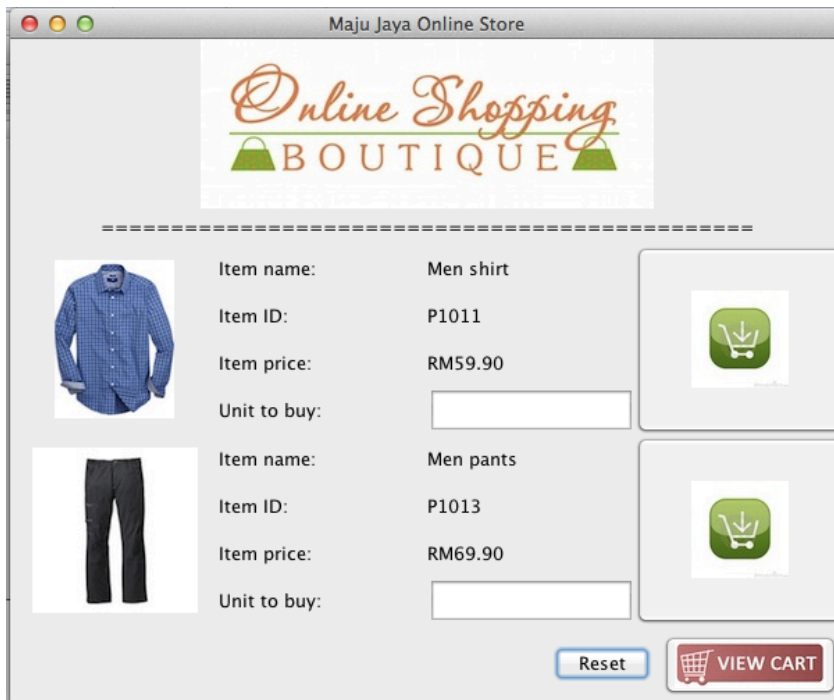 Maju Jaya Online Store
Online Shopping
BOUTIQUE
===============================================
Item name: Men shirt
Item ID: P1011
Item price: RM59.90
Unit to buy:
Item name: Men pants
Item ID: P1013
Item price: RM69.90
Unit to buy:
Reset VIEW CART